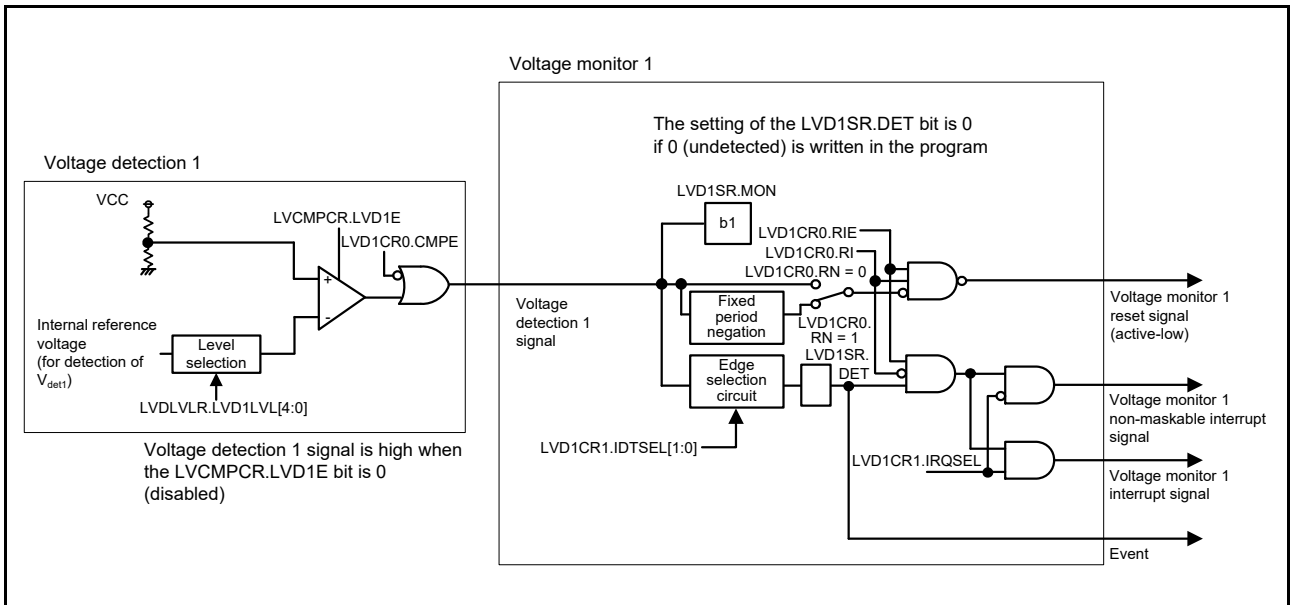 Voltage monitor 1
The setting of the LVD1SR.DET bit is 0
if 0 (undetected) is written in the program
Voltage detection 1
VCC
LVCMPCR.LVD1E
LVD1CR0.CMPE
+
-
Internal reference
voltage
(for detection of
Vdet1)
Level
selection
LVDLVLR.LVD1LVL[4:0]
Voltage detection 1 signal is high when
the LVCMPCR.LVD1E bit is 0
(disabled)
Voltage
detection 1
signal
LVD1SR.MON
b1
LVD1CR0.RIE
LVD1CR0.RI
LVD1CR0.RN = 0
Fixed
period
negation
LVD1CR0.
RN = 1
LVD1SR.
DET
Edge
selection
circuit
LVD1CR1.IDTSEL[1:0]
LVD1CR1.IRQSEL
Voltage monitor 1
reset signal
(active-low)
Voltage monitor 1
non-maskable interrupt
signal
Voltage monitor 1
interrupt signal
Event